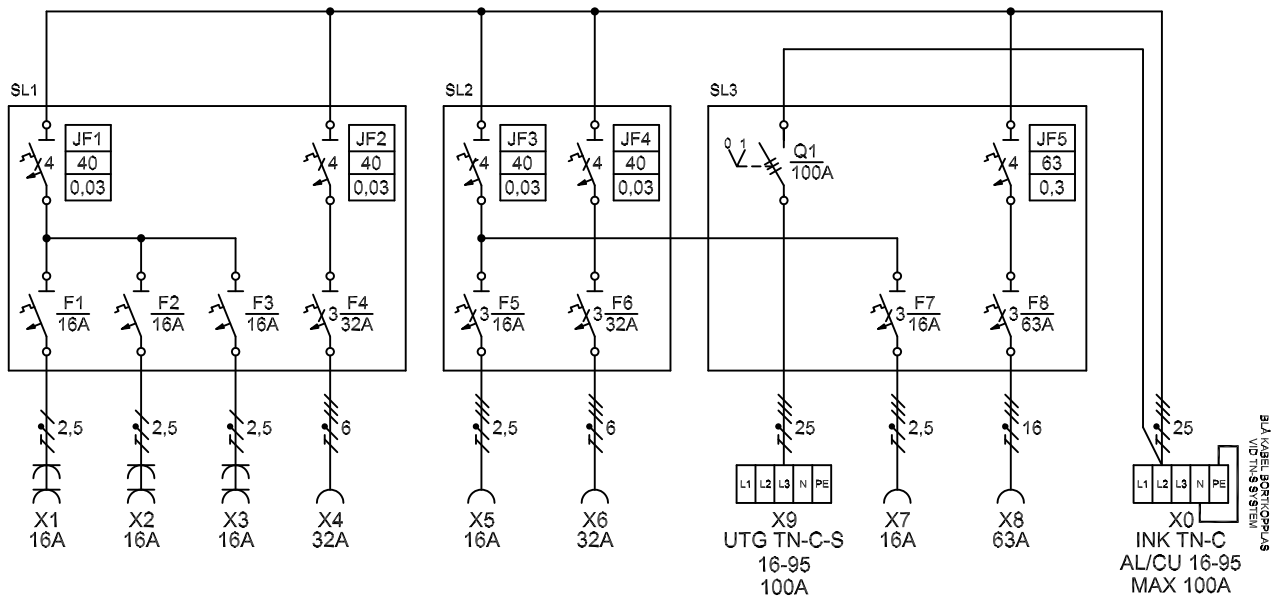 SL1
SL2
SL3
JF1
40
0,03
4
JF2
40
0,03
4
JF3
40
0,03
4
JF4
40
0,03
4
0 1
Q1
100A
JF5
63
0,3
4
F1
16A
F2
16A
F3
16A
3
F4
32A
3
F5
16A
3
F6
32A
3
F7
16A
3
F8
63A
2,5
2,5
2,5
6
2,5
6
25
2,5
16
25
L1 L2 L3 N PE
L1 L2 L3 N PE
X1
16A
X2
16A
X3
16A
X4
32A
X5
16A
X6
32A
X9
UTG TN-C-S
16-95
100A
X7
16A
X8
63A
X0
INK TN-C
AL/CU 16-95
MAX 100A
BLÅ KABEL BORTKOPPLAS
VID TN-S SYSTEM